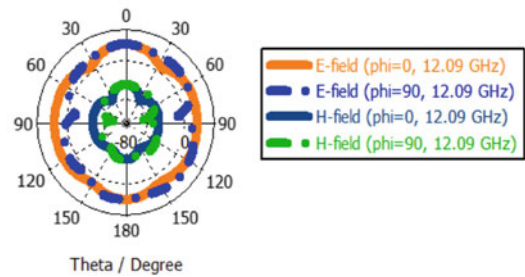 0
30 30
60 60
90 -80 0 90
120 120
150 150
180
Theta / Degree
E-field (phi=0, 12.09 GHz)
E-field (phi=90, 12.09 GHz)
H-field (phi=0, 12.09 GHz)
H-field (phi=90, 12.09 GHz)